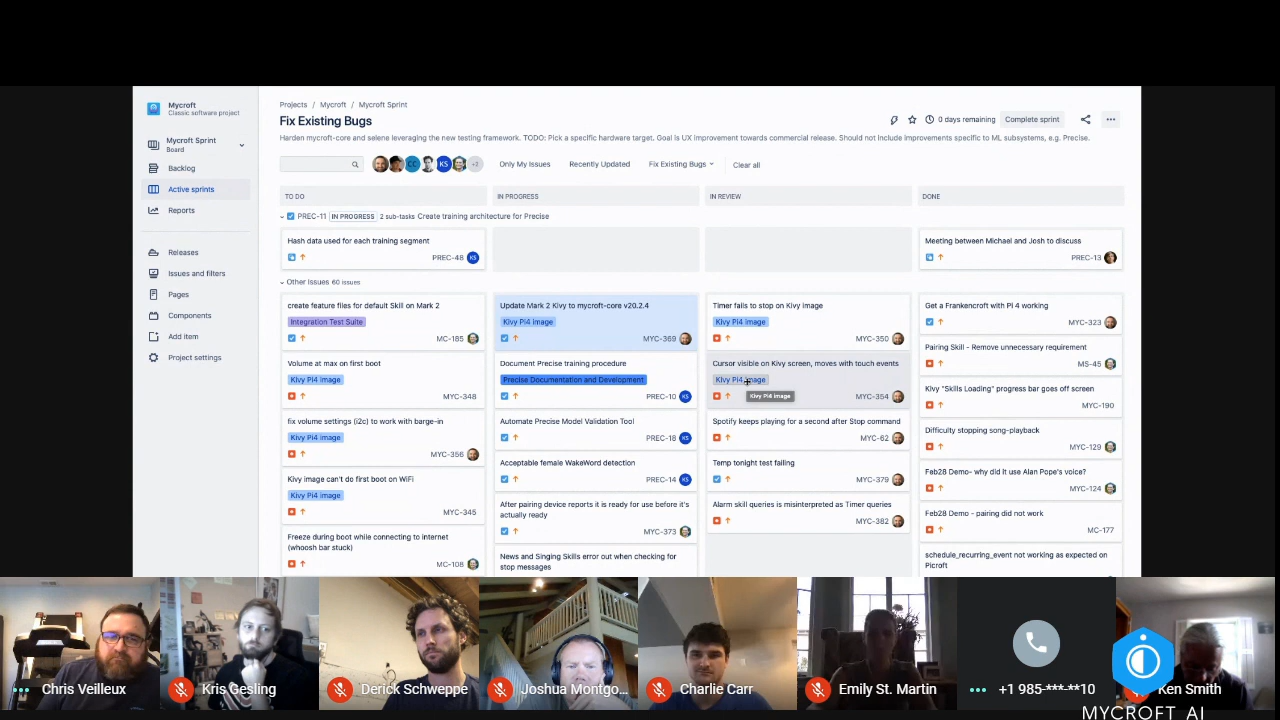 Mycroft
Classic software project
Mycroft Sprint
Board
Backlog
Active sprints
Reports
Releases
Issues and filters
Pages
Components
Add item
Project settings
Projects / Mycroft / Mycroft Sprint
Fix Existing Bugs
0 days remaining
Complete sprint
Harden mycroft-core and selene leveraging the new testing framework. TODO: Pick a specific hardware target. Goal is UX improvement towards commercial release. Should not include improvements specific to ML subsystems, e.g. Precise.
CC
KS
+2
Only My Issues
Recently Updated
Fix Existing Bugs
Clear all
TO DO
IN PROGRESS
IN REVIEW
DONE
PREC-11 IN PROGRESS 2 sub-tasks Create training architecture for Precise
Hash data used for each training segment
PREC-48 KS
Meeting between Michael and Josh to discuss
PREC-13
Other Issues 60 issues
create feature files for default Skill on Mark 2
Integration Test Suite
MC-185
Volume at max on first boot
Kivy Pi4 image
MYC-348
fix volume settings (i2c) to work with barge-in
Kivy Pi4 image
MYC-356
Kivy image can't do first boot on WiFi
Kivy Pi4 image
MYC-345
Freeze during boot while connecting to internet
(whoosh bar stuck)
MC-108
Update Mark 2 Kivy to mycroft-core v20.2.4
Kivy Pi4 image
MYC-369
Document Precise training procedure
Precise Documentation and Development
PREC-10 KS
Automate Precise Model Validation Tool
PREC-18 KS
Acceptable female WakeWord detection
PREC-14 KS
After pairing device reports it is ready for use before it's
actually ready
MYC-373
News and Singing Skills error out when checking for
stop messages
Timer fails to stop on Kivy image
Kivy Pi4 image
MYC-350
Cursor visible on Kivy screen, moves with touch events
Kivy Pi4 image
Kivy Pi4 image
MYC-354
Spotify keeps playing for a second after Stop command
MYC-62
Temp tonight test failing
MYC-379
Alarm skill queries is misinterpreted as Timer queries
MYC-382
Get a Frankencroft with Pi 4 working
MYC-323
Pairing Skill - Remove unnecessary requirement
MS-45
Kivy "Skills Loading" progress bar goes off screen
MYC-190
Difficulty stopping song-playback
MYC-129
Feb28 Demo- why did it use Alan Pope's voice?
MYC-124
Feb28 Demo - pairing did not work
MC-177
schedule_recurring_event not working as expected on
Picroft
Chris Veilleux
Kris Gesling
Derick Schweppe
Joshua Montgo...
Charlie Carr
Emily St. Martin
+1 985-***-**10
Ken Smith
MYCROFT AI